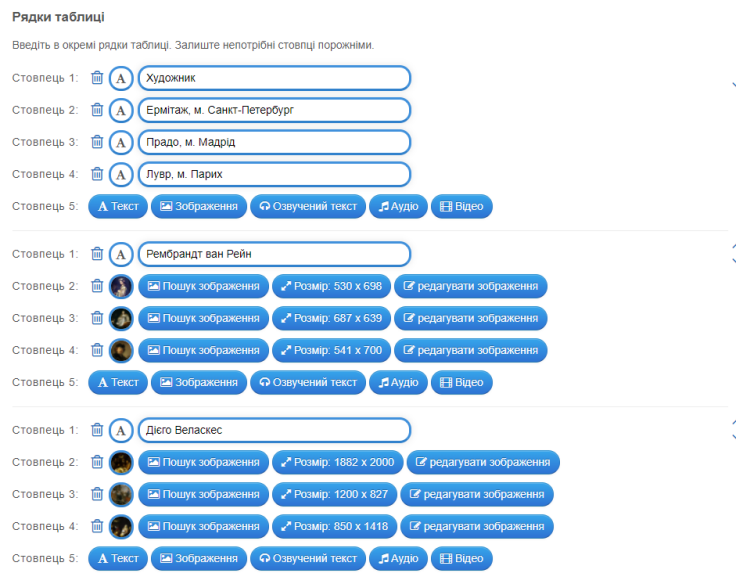 Рядки таблиці
Введіть в окремі рядки таблиці. Залиште непотрібні стовпці порожніми.
Стовпець 1: A Художник
Стовпець 2: A Ермітаж, м. Санкт-Петербург
Стовпець 3: A Прадо, м. Мадрід
Стовпець 4: A Лувр, м. Парих
Стовпець 5: A Текст Зображення Озвучений текст Аудіо Відео
Стовпець 1: A Рембрандт ван Рейн
Стовпець 2: Пошук зображення Розмір: 530 x 698 редагувати зображення
Стовпець 3: Пошук зображення Розмір: 687 x 639 редагувати зображення
Стовпець 4: Пошук зображення Розмір: 541 x 700 редагувати зображення
Стовпець 5: A Текст Зображення Озвучений текст Аудіо Відео
Стовпець 1: A Дієго Веласкес
Стовпець 2: Пошук зображення Розмір: 1882 x 2000 редагувати зображення
Стовпець 3: Пошук зображення Розмір: 1200 x 827 редагувати зображення
Стовпець 4: Пошук зображення Розмір: 850 x 1418 редагувати зображення
Стовпець 5: A Текст Зображення Озвучений текст Аудіо Відео